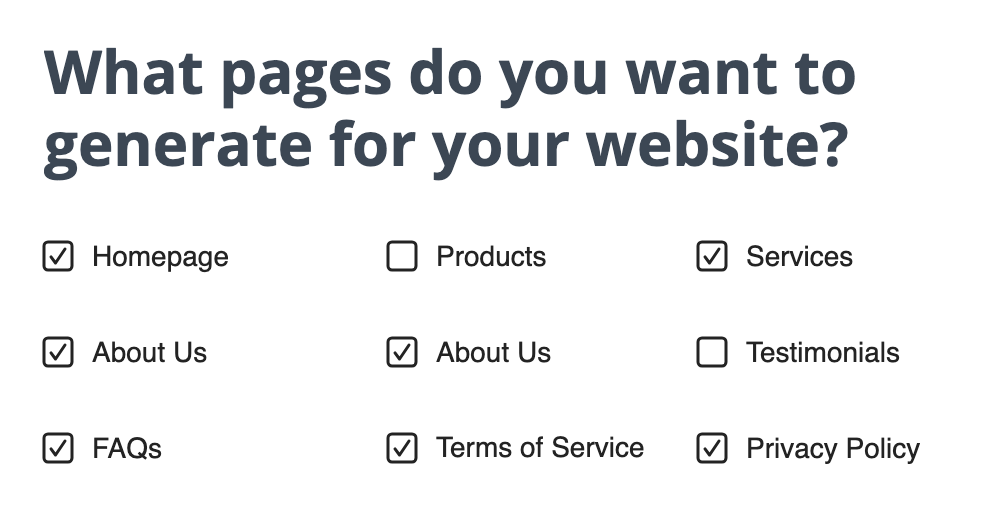 What pages do you want to
generate for your website?
Homepage Products Services
About Us About Us Testimonials
FAQs Terms of Service Privacy Policy